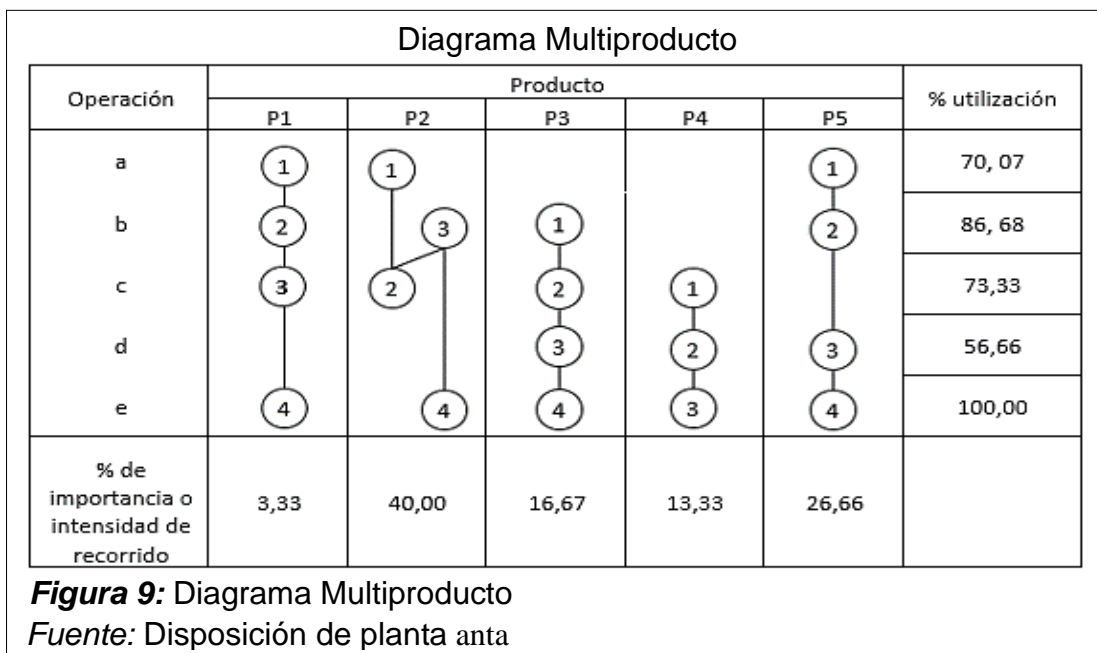 Diagrama Multiproducto
Operación Producto % utilización
P1 P2 P3 P4 P5
a 1 1 1 70, 07
b 2 3 1 2 86, 68
c 3 2 2 1 73,33
d 3 2 3 56,66
e 4 4 4 3 4 100,00
% de
importancia o
intensidad de
recorrido
3,33 40,00 16,67 13,33 26,66
Figura 9: Diagrama Multiproducto
Fuente: Disposición de planta anta